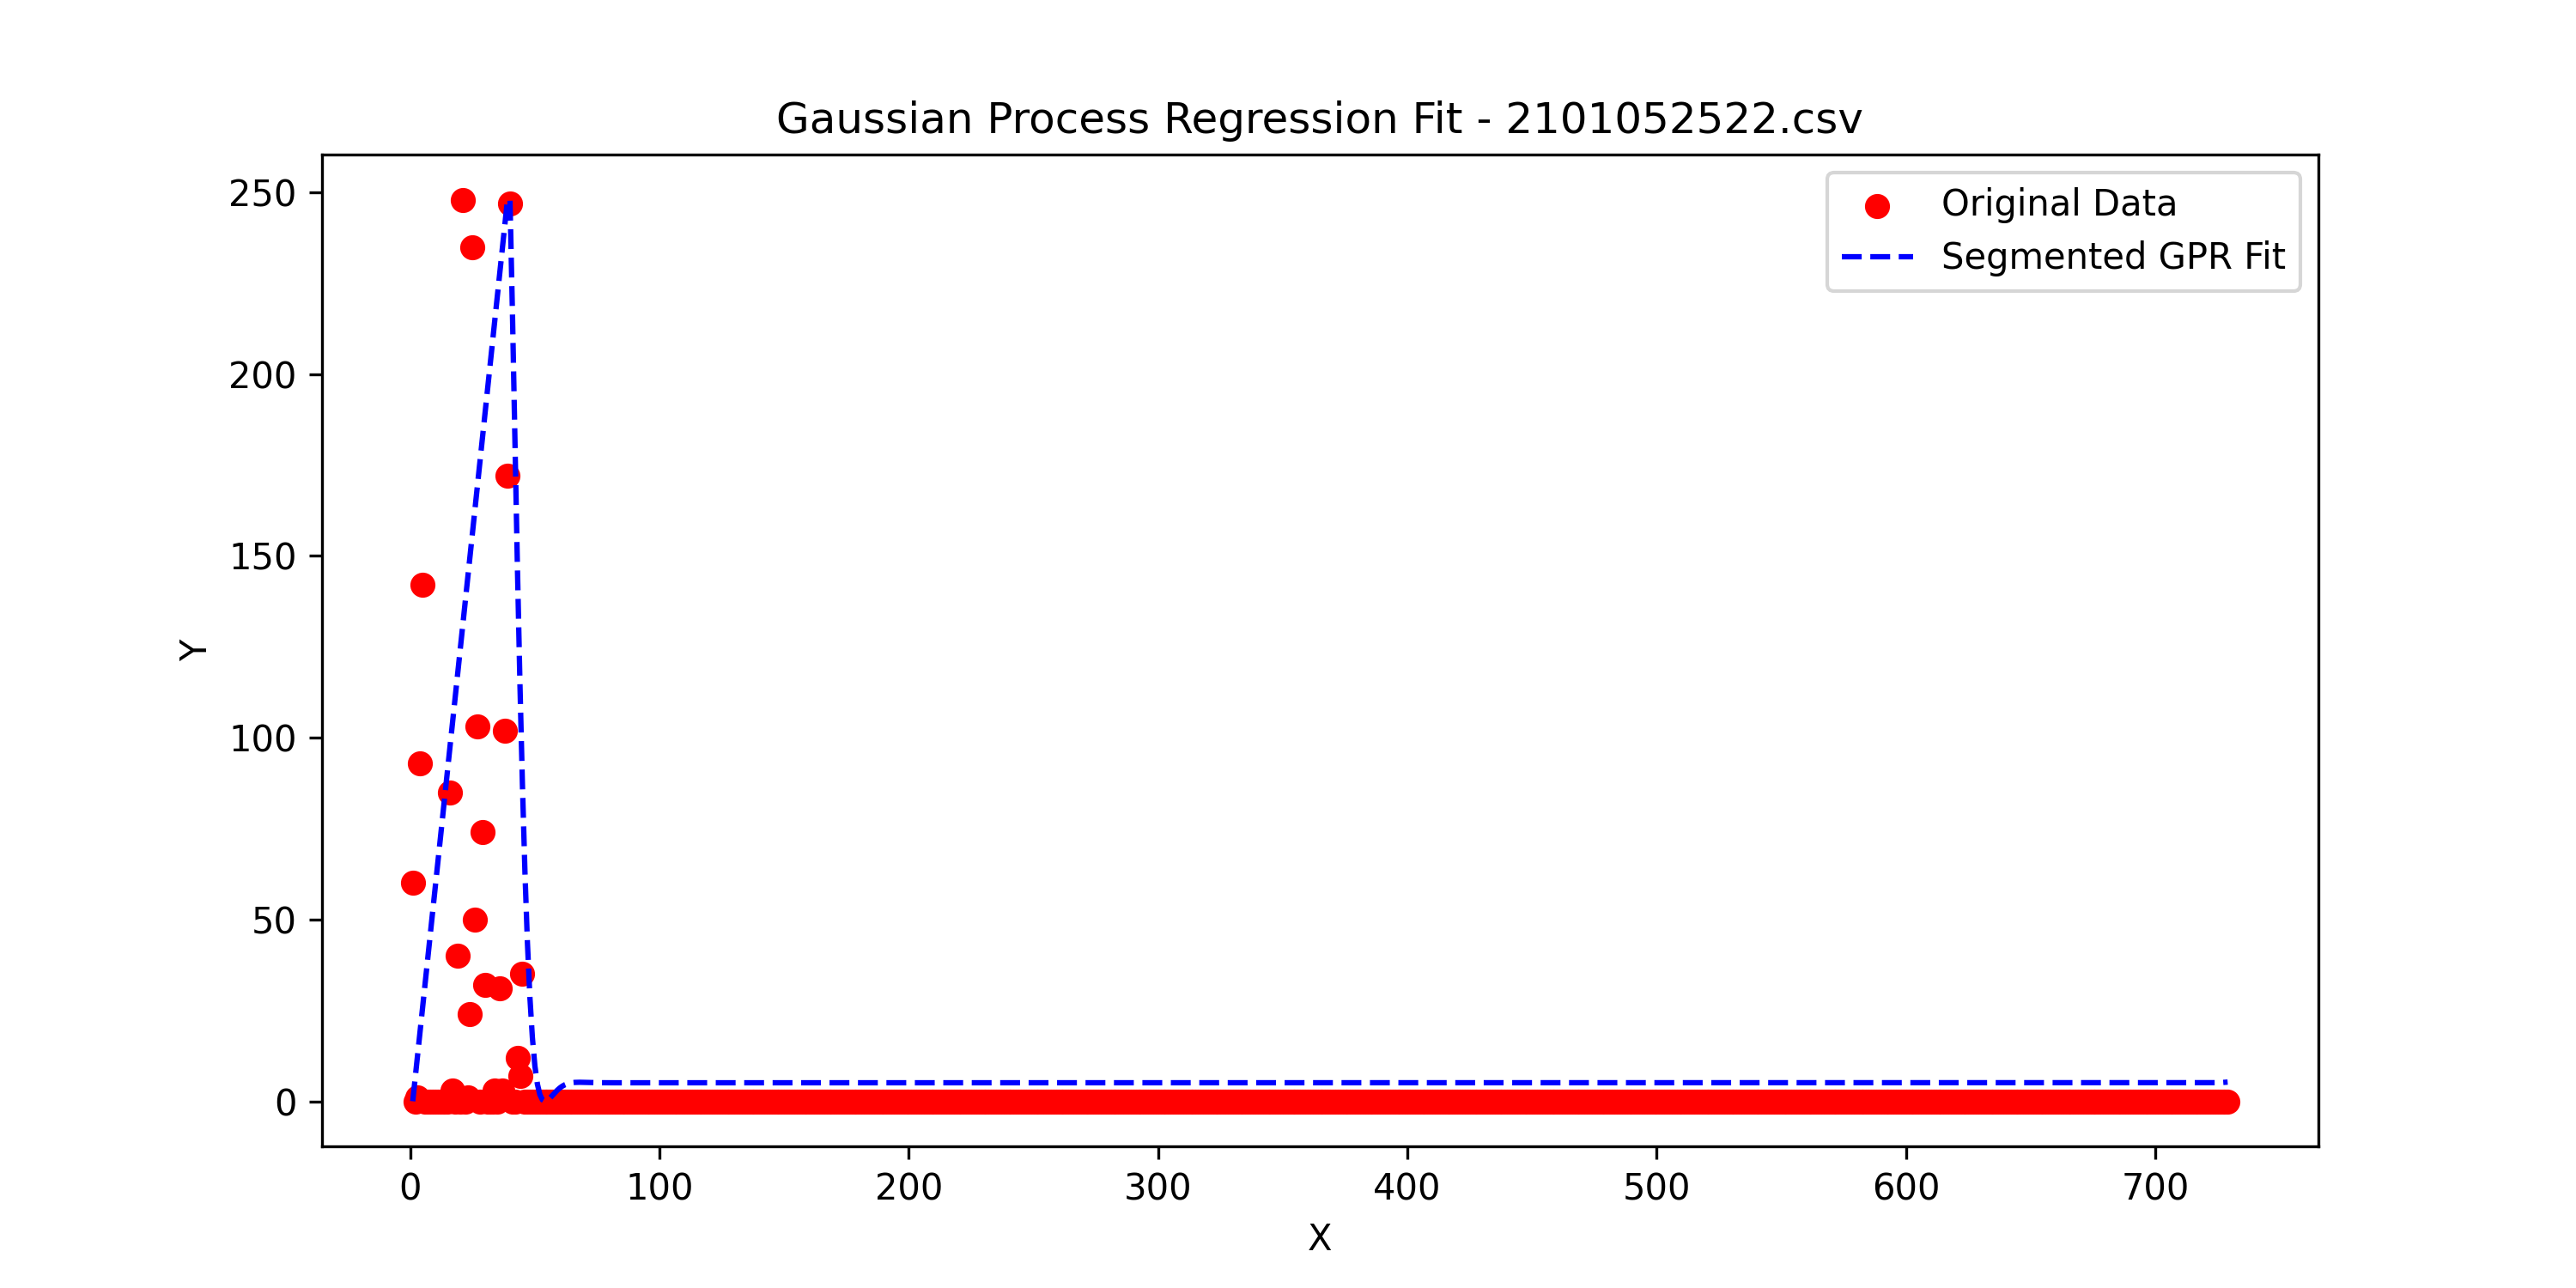 Gaussian Process Regression Fit - 2101052522.csv
Original Data
Segmented GPR Fit
250
200
150
100
50
0
Y
0 100 200 300 400 500 600 700
X